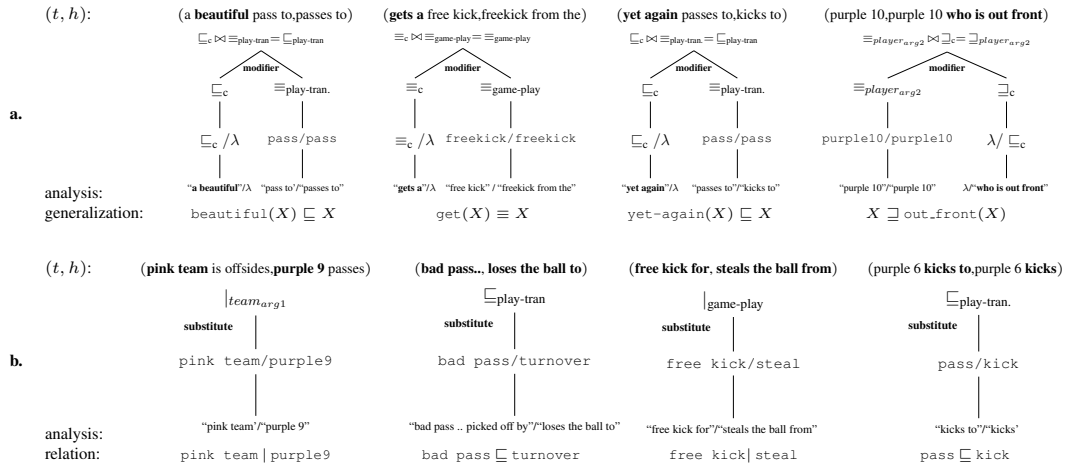 (t, h): (a beautiful pass to,passes to) (gets a free kick,freekick from the) (yet again passes to,kicks to) (purple 10,purple 10 who is out front)
⊑c ⋈ ≡play-tran = ⊑play-tran ≡c ⋈ ≡game-play = ≡game-play ⊑c ⋈ ≡play-tran. = ⊑play-tran ≡player_arg2 ⋈ ⊒c = ⊒player_arg2
modifier modifier modifier modifier
⊑c ≡play-tran. ≡c ≡game-play ⊑c ≡play-tran. ≡player_arg2 ⊒c
a.
⊑c /λ pass/pass ≡c /λ freekick/freekick ⊑c /λ pass/pass purple10/purple10 λ/ ⊑c
analysis: “a beautiful”/λ “pass to’/“passes to” “gets a”/λ “free kick” / “freekick from the” “yet again”/λ “passes to”/“kicks to” “purple 10”/“purple 10” λ/“who is out front”
generalization: beautiful(X) ⊑ X get(X) ≡ X yet-again(X) ⊑ X X ⊒ out_front(X)
(t, h): (pink team is offsides,purple 9 passes) (bad pass.., loses the ball to) (free kick for, steals the ball from) (purple 6 kicks to,purple 6 kicks)
|team_arg1 ⊑play-tran |game-play ⊑play-tran.
substitute substitute substitute substitute
b. pink team/purple9 bad pass/turnover free kick/steal pass/kick
analysis: “pink team’/“purple 9” “bad pass .. picked off by”/“loses the ball to” “free kick for”/“steals the ball from” “kicks to”/“kicks’
relation: pink team | purple9 bad pass ⊑ turnover free kick | steal pass ⊑ kick